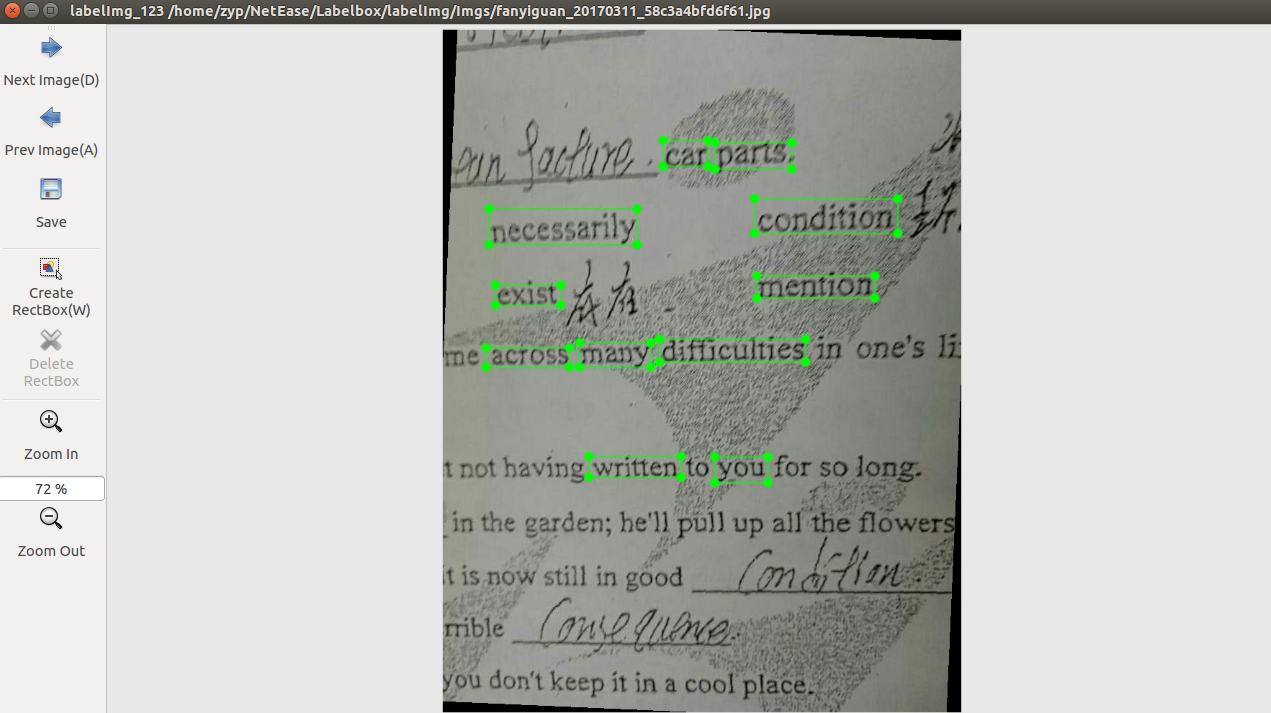 labelImg_123 /home/zyp/NetEase/Labelbox/labelImg/Imgs/fanyiguan_20170311_58c3a4bfd6f61.jpg
Next Image(D)
Prev Image(A)
Save
Create
RectBox(W)
Delete
RectBox
Zoom In
72 %
Zoom Out
facture. car parts.
necessarily condition
exist 存在 mention
me across many difficulties in one's li
t not having written to you for so long.
in the garden; he'll pull up all the flowers
it is now still in good Condition.
rrible Consequence.
you don't keep it in a cool place.